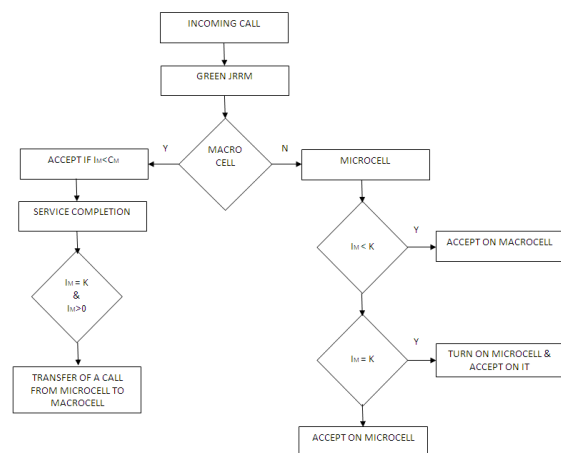 INCOMING CALL
GREEN JRRM
MACRO
CELL
Y
N
ACCEPT IF IM<CM
MICROCELL
SERVICE COMPLETION
IM < K
Y
ACCEPT ON MACROCELL
IM = K
&
IM>0
IM = K
Y
TURN ON MICROCELL &
ACCEPT ON IT
TRANSFER OF A CALL
FROM MICROCELL TO
MACROCELL
ACCEPT ON MICROCELL